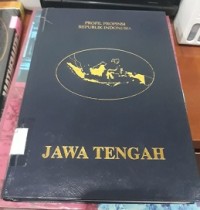 PROFIL PROPINSI
REPUBLIK INDONESIA
JAWA TENGAH